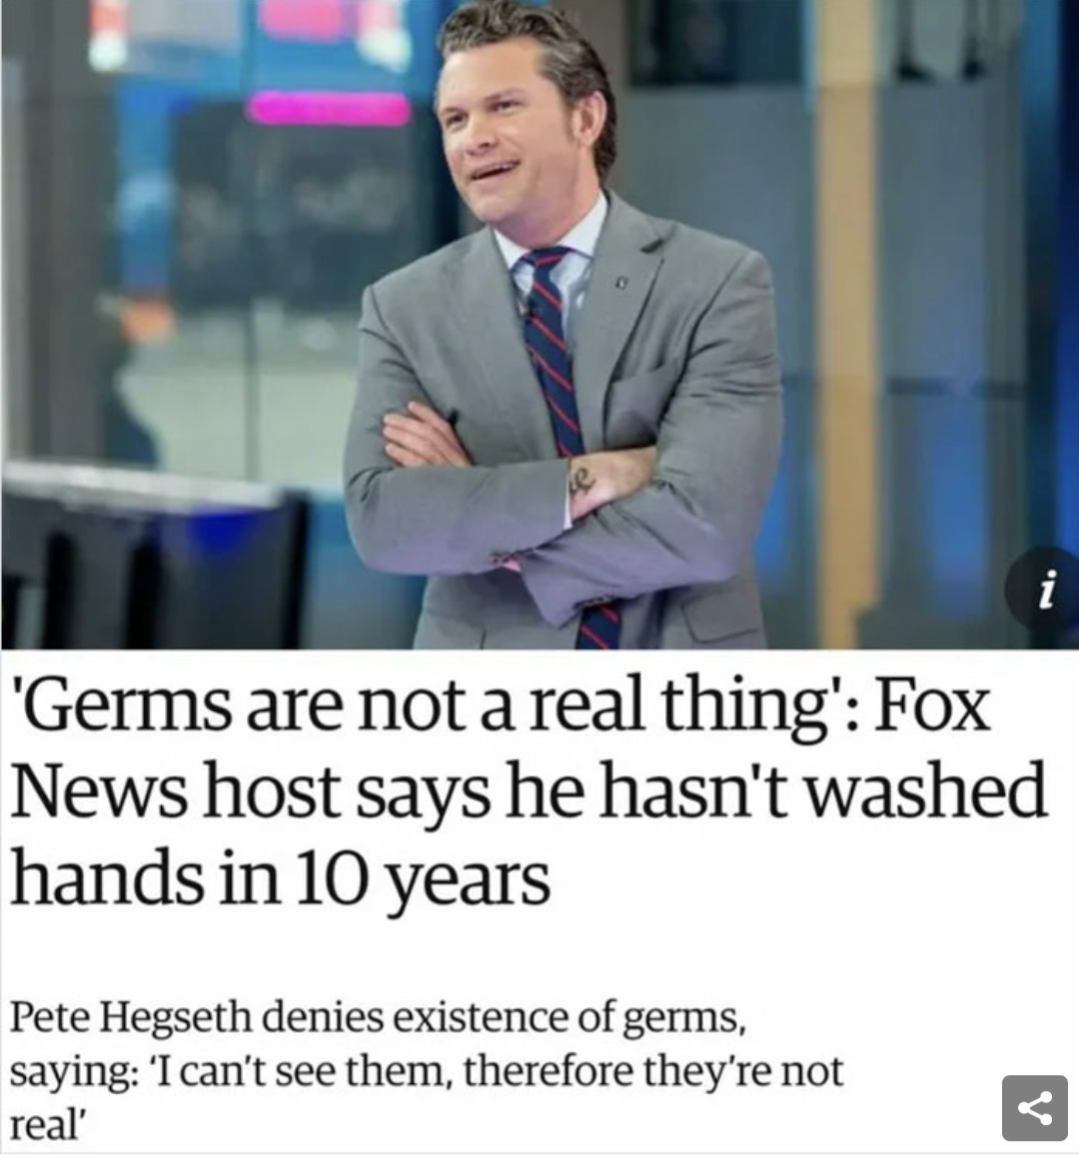 'Germs are not a real thing': Fox
News host says he hasn't washed
hands in 10 years
Pete Hegseth denies existence of germs,
saying: ‘I can't see them, therefore they're not
real’